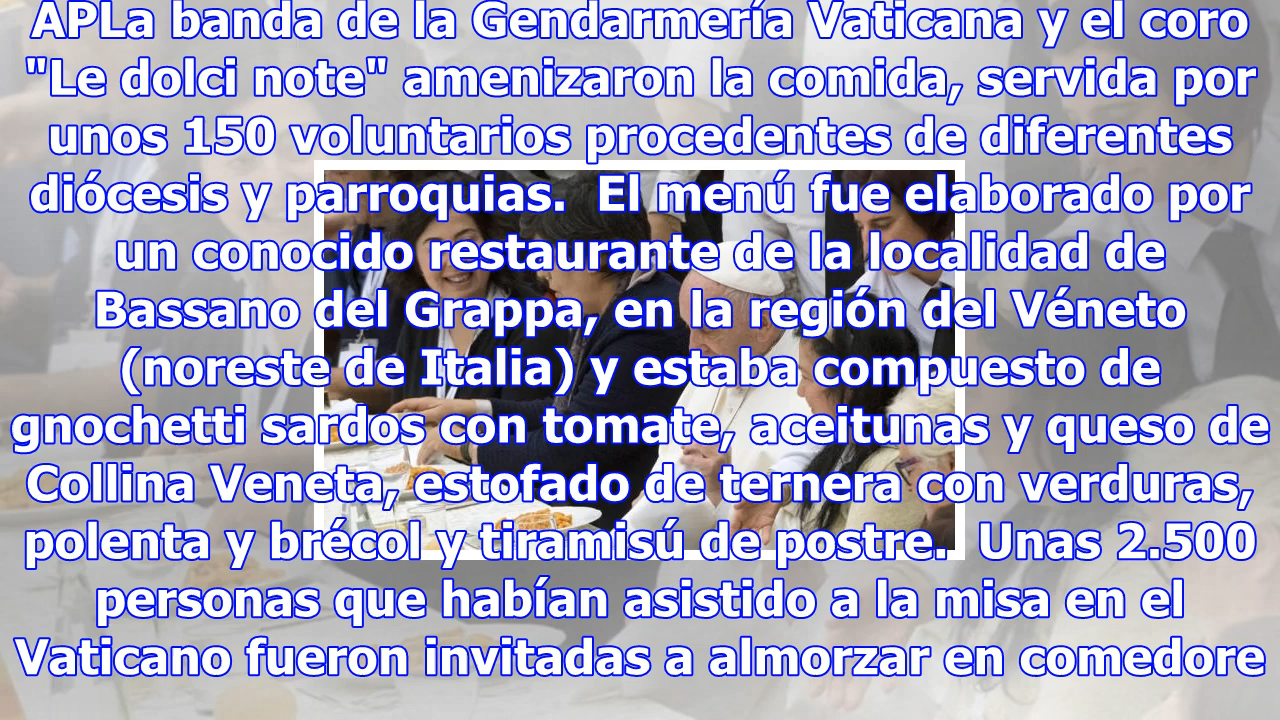 APLa banda de la Gendarmería Vaticana y el coro
"Le dolci note" amenizaron la comida, servida por
unos 150 voluntarios procedentes de diferentes
diócesis y parroquias.  El menú fue elaborado por
un conocido restaurante de la localidad de
Bassano del Grappa, en la región del Véneto
(noreste de Italia) y estaba compuesto de
gnochetti sardos con tomate, aceitunas y queso de
Collina Veneta, estofado de ternera con verduras,
polenta y brécol y tiramisú de postre.  Unas 2.500
personas que habían asistido a la misa en el
Vaticano fueron invitadas a almorzar en comedore